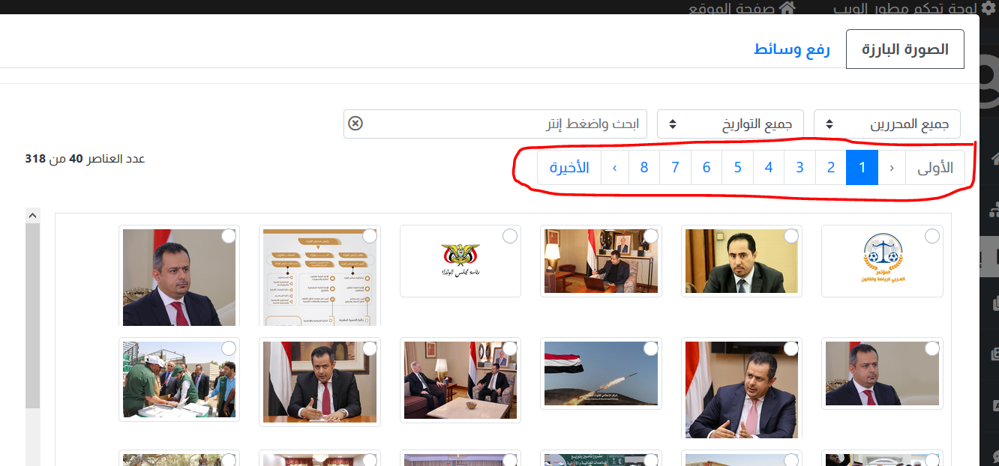 لوحة تحكم مطور الويب صفحة الموقع
الصورة البارزة رفع وسائط
جميع المحررين جميع التواريخ ابحث واضغط إنتر
الأولى ‹ 1 2 3 4 5 6 7 8 › الأخيرة
عدد العناصر 40 من 318
المؤتمر
العربي للرياضة والقانون
رئاسة مجلس الوزراء